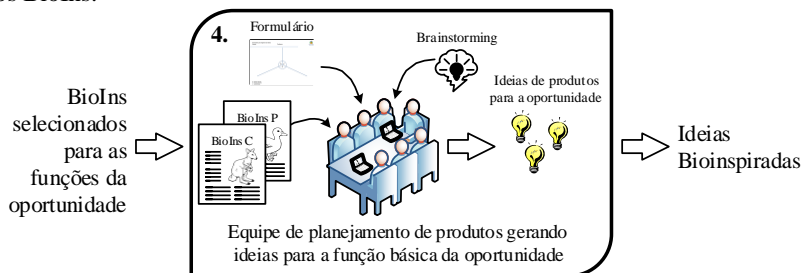 os BioIns.
4.
Formulário
Brainstorming
BioIns
selecionados
para as
funções da
oportunidade
BioIns P
BioIns C
Ideias de produtos
para a oportunidade
Ideias
Bioinspiradas
Equipe de planejamento de produtos gerando
ideias para a função básica da oportunidade